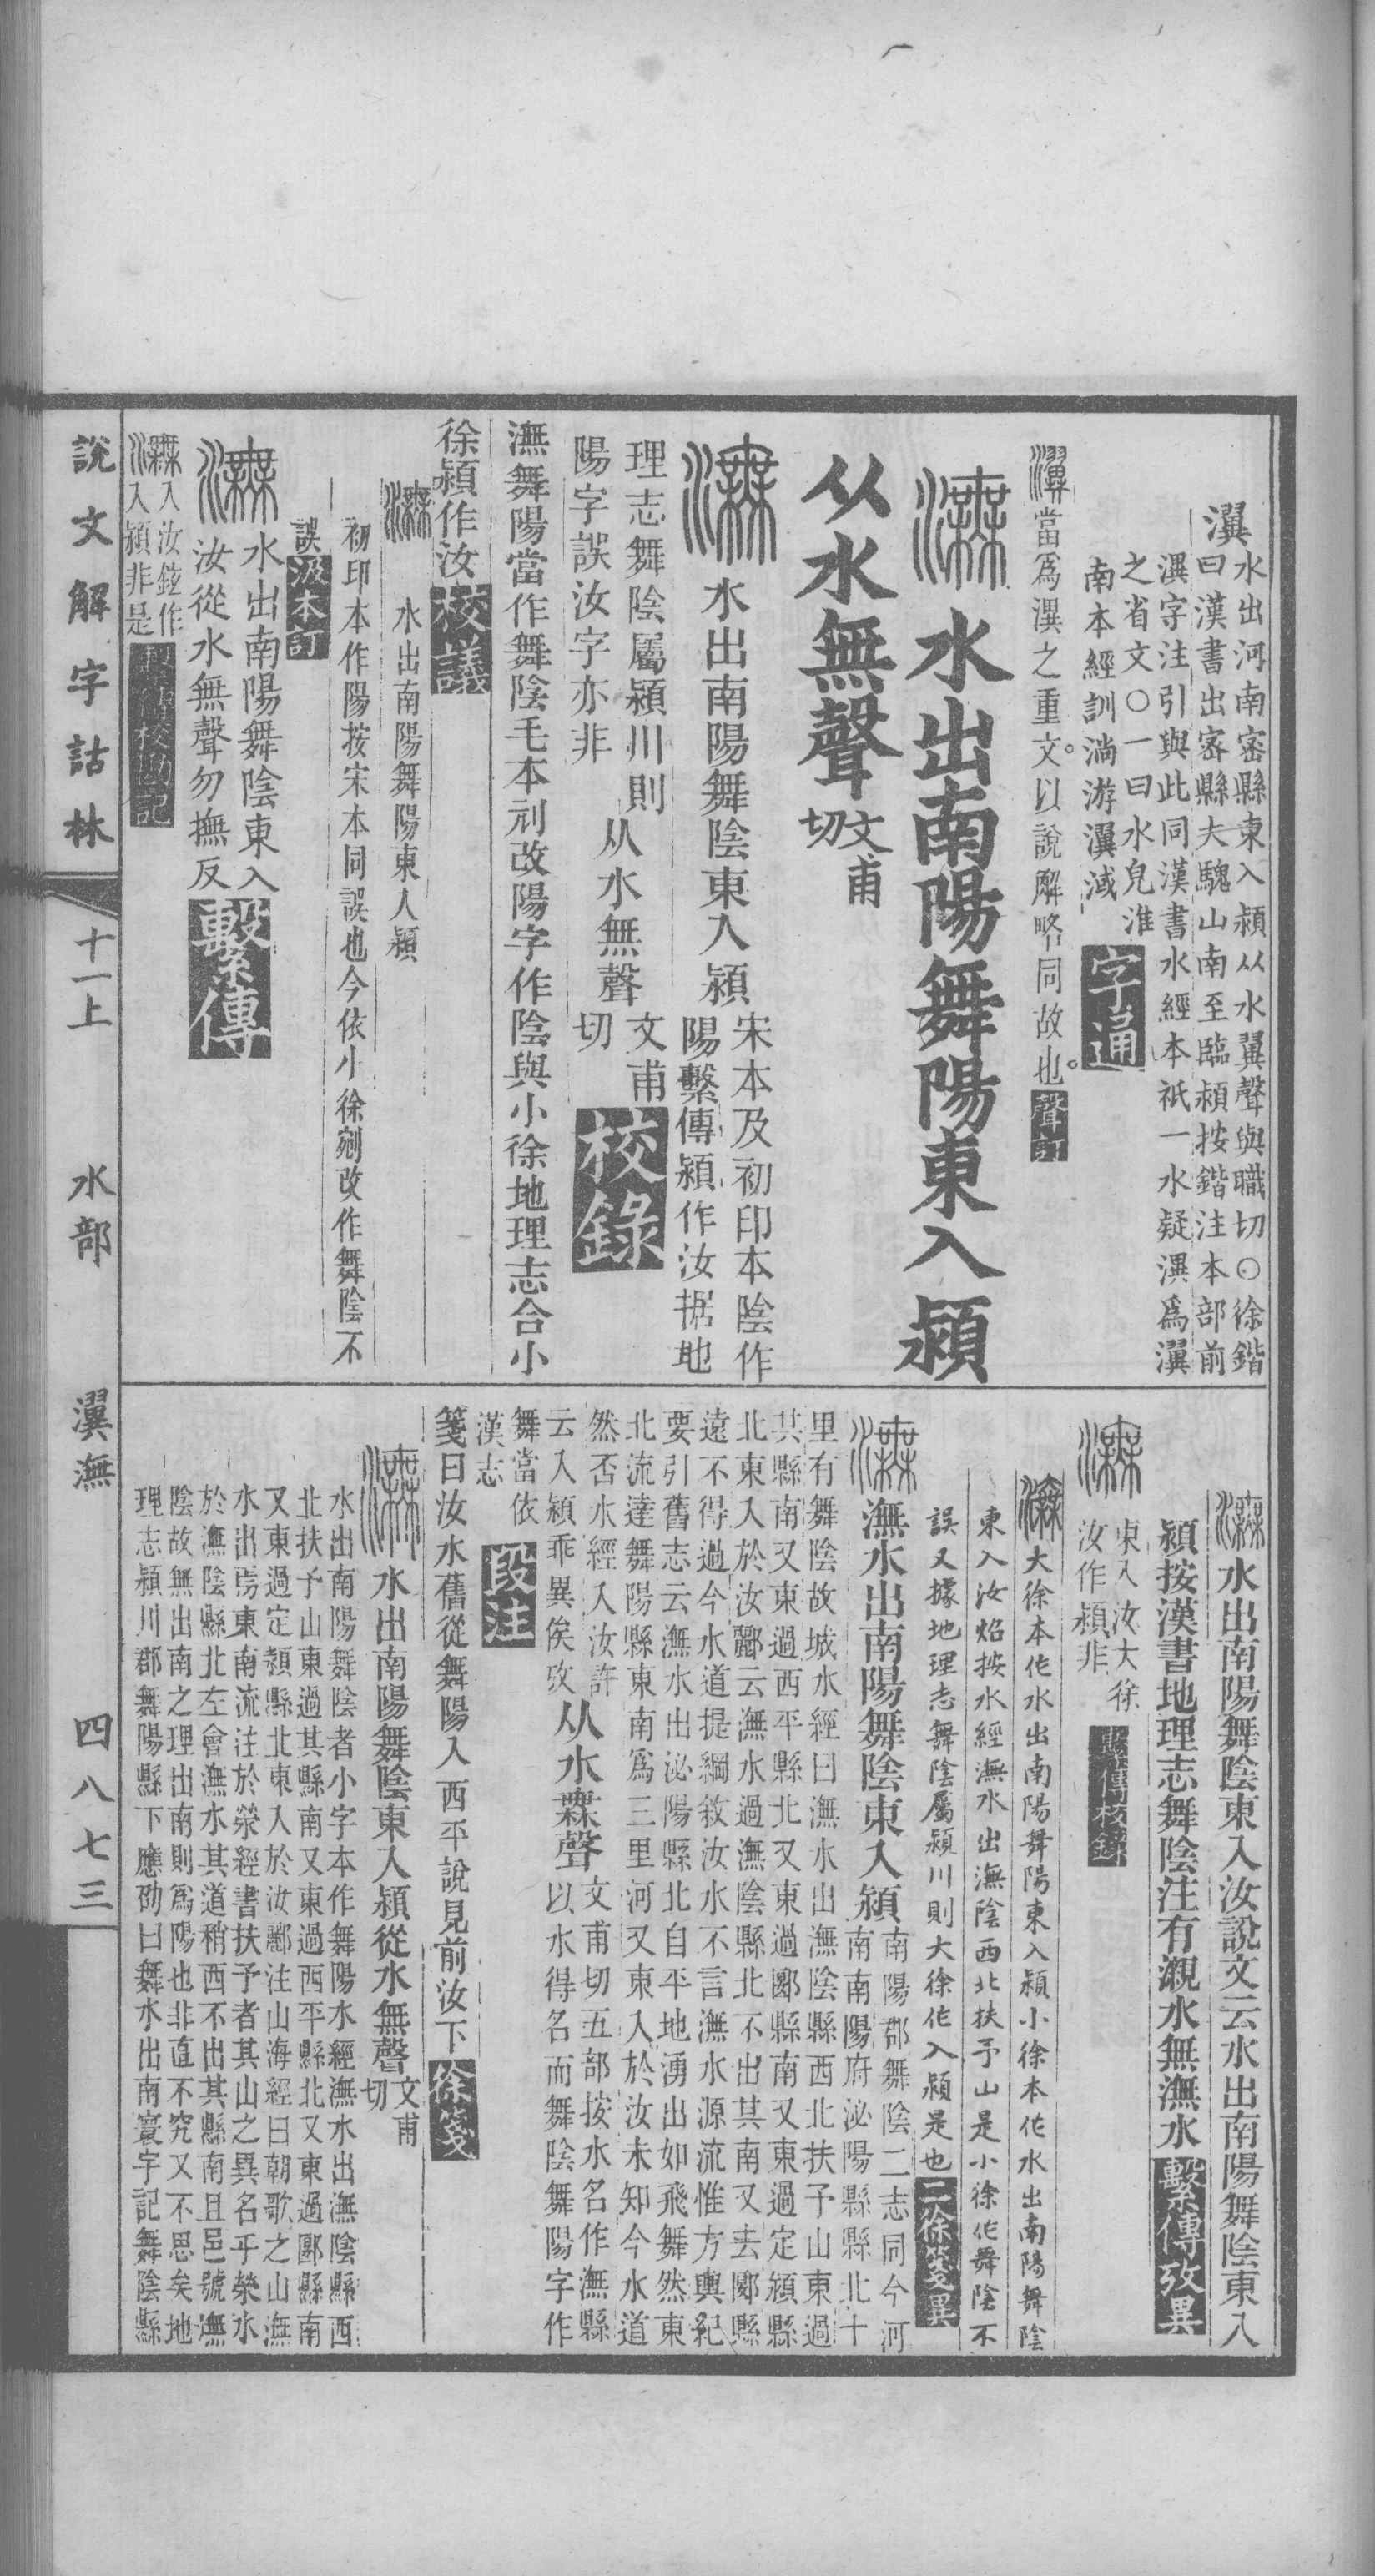 瀷
水出河南密縣東入潁从水翼聲與職切○徐鍇
曰漢書出密縣大騩山南至臨潁按鍇注本部前
潩字注引與此同漢書水經本祇一水疑潩爲瀷
之省文○一曰水皃淮
南本經訓淌游瀷淢
字通
瀷當爲潩之重文以說解略同故也
聲訂
潕水出南陽舞陽東入潁
从水無聲
文甫
切
潕
水出南陽舞陰東入潁
宋本及初印本陰作
陽繫傳潁作汝据地
理志舞陰屬潁川則
陽字誤汝字亦非
从水無聲
文甫
切
校錄
潕舞陽當作舞陰毛本剜改陽字作陰與小徐地理志合小
徐潁作汝
校議
潕
水出南陽舞陽東入潁
初印本作陽按宋本同誤也今依小徐剜改作舞陰不
誤
汲本訂
潕
水出南陽舞陰東入
汝從水無聲勿撫反
繫傳
潕入汝鉉作
入潁非是
繫傳校勘記
潕水出南陽舞陰東入汝說文云水出南陽舞陰東入
潁按漢書地理志舞陰注有瀙水無潕水
繫傳攷異
潕
東入汝大徐
汝作潁非
繫傳校錄
潕大徐本作水出南陽舞陽東入潁小徐本作水出南陽舞陰
東入汝焰按水經潕水出潕陰西北扶予山是小徐作舞陰不
誤又據地理志舞陰屬潁川則大徐作入潁是也
二徐箋異
潕
潕水出南陽舞陰東入潁
南陽郡舞陰二志同今河
南南陽府泌陽縣縣北十
里有舞陰故城水經曰潕水出潕陰縣西北扶予山東過
其縣南又東過西平縣北又東過郾縣南又東過定潁縣
北東入於汝酈云潕水過潕陰縣北不出其南又去郾縣
遠不得過今水道提綱敘汝水不言潕水源流惟方輿紀
要引舊志云潕水出泌陽縣北自平地湧出如飛舞然東
北流達舞陽縣東南爲三里河又東入於汝未知今水道
然否水經入汝許
云入潁乖異俟攷
从水無聲
文甫切五部按水名作潕縣
以水得名而舞陰舞陽字作
舞當依
漢志
段注
箋曰汝水舊從舞陽入西平說見前汝下
徐箋
潕
水出南陽舞陰東入潁從水無聲
文甫
切
水出南陽舞陰者小字本作舞陽水經潕水出潕陰縣西
北扶予山東過其縣南又東過西平縣北又東過郾縣南
又東過定潁縣北東入於汝酈注山海經曰朝歌之山潕
水出焉東南流注於滎經書扶予者其山之異名乎滎水
於潕陰縣北左會潕水其道稍西不出其縣南且邑號潕
陰故無出南之理出南則爲陽也非直不究又不思矣地
理志潁川郡舞陽縣下應劭曰舞水出南寰宇記舞陰縣
說文解字詁林
十一上
水部
瀷潕
四八七三